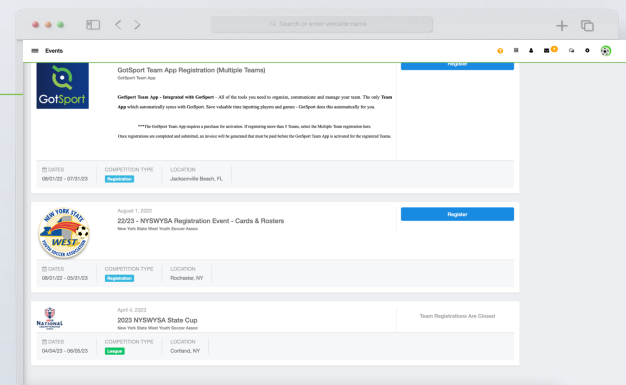 Search or enter website name
Events
Register
GotSport
GotSport Team App Registration (Multiple Teams)
GotSport Team App
GotSport Team App - Integrated with GotSport - All of the tools you need to organize, communicate and manage your team. The only Team
App which automatically syncs with GotSport. Save valuable time inputting players and games - GotSport does this automatically for you.
***The GotSport Team App requires a purchase for activation. If registering more than 5 Teams, select the Multiple Team registration here.
Once registrations are completed and submitted, an invoice will be generated that must be paid before the GotSport Team App is activated for the registered Teams.
DATES COMPETITION TYPE LOCATION
08/01/22 - 07/31/23 Registration Jacksonville Beach, FL
NEW YORK STATE
WEST
YOUTH SOCCER ASSOCIATION
August 1, 2022
22/23 - NYSWYSA Registration Event - Cards & Rosters
New York State West Youth Soccer Assoc
Register
DATES COMPETITION TYPE LOCATION
08/01/22 - 05/31/23 Registration Rochester, NY
NATIONAL
April 4, 2023
2023 NYSWYSA State Cup
New York State West Youth Soccer Assoc
Team Registrations Are Closed
DATES COMPETITION TYPE LOCATION
04/04/23 - 06/05/23 League Cortland, NY